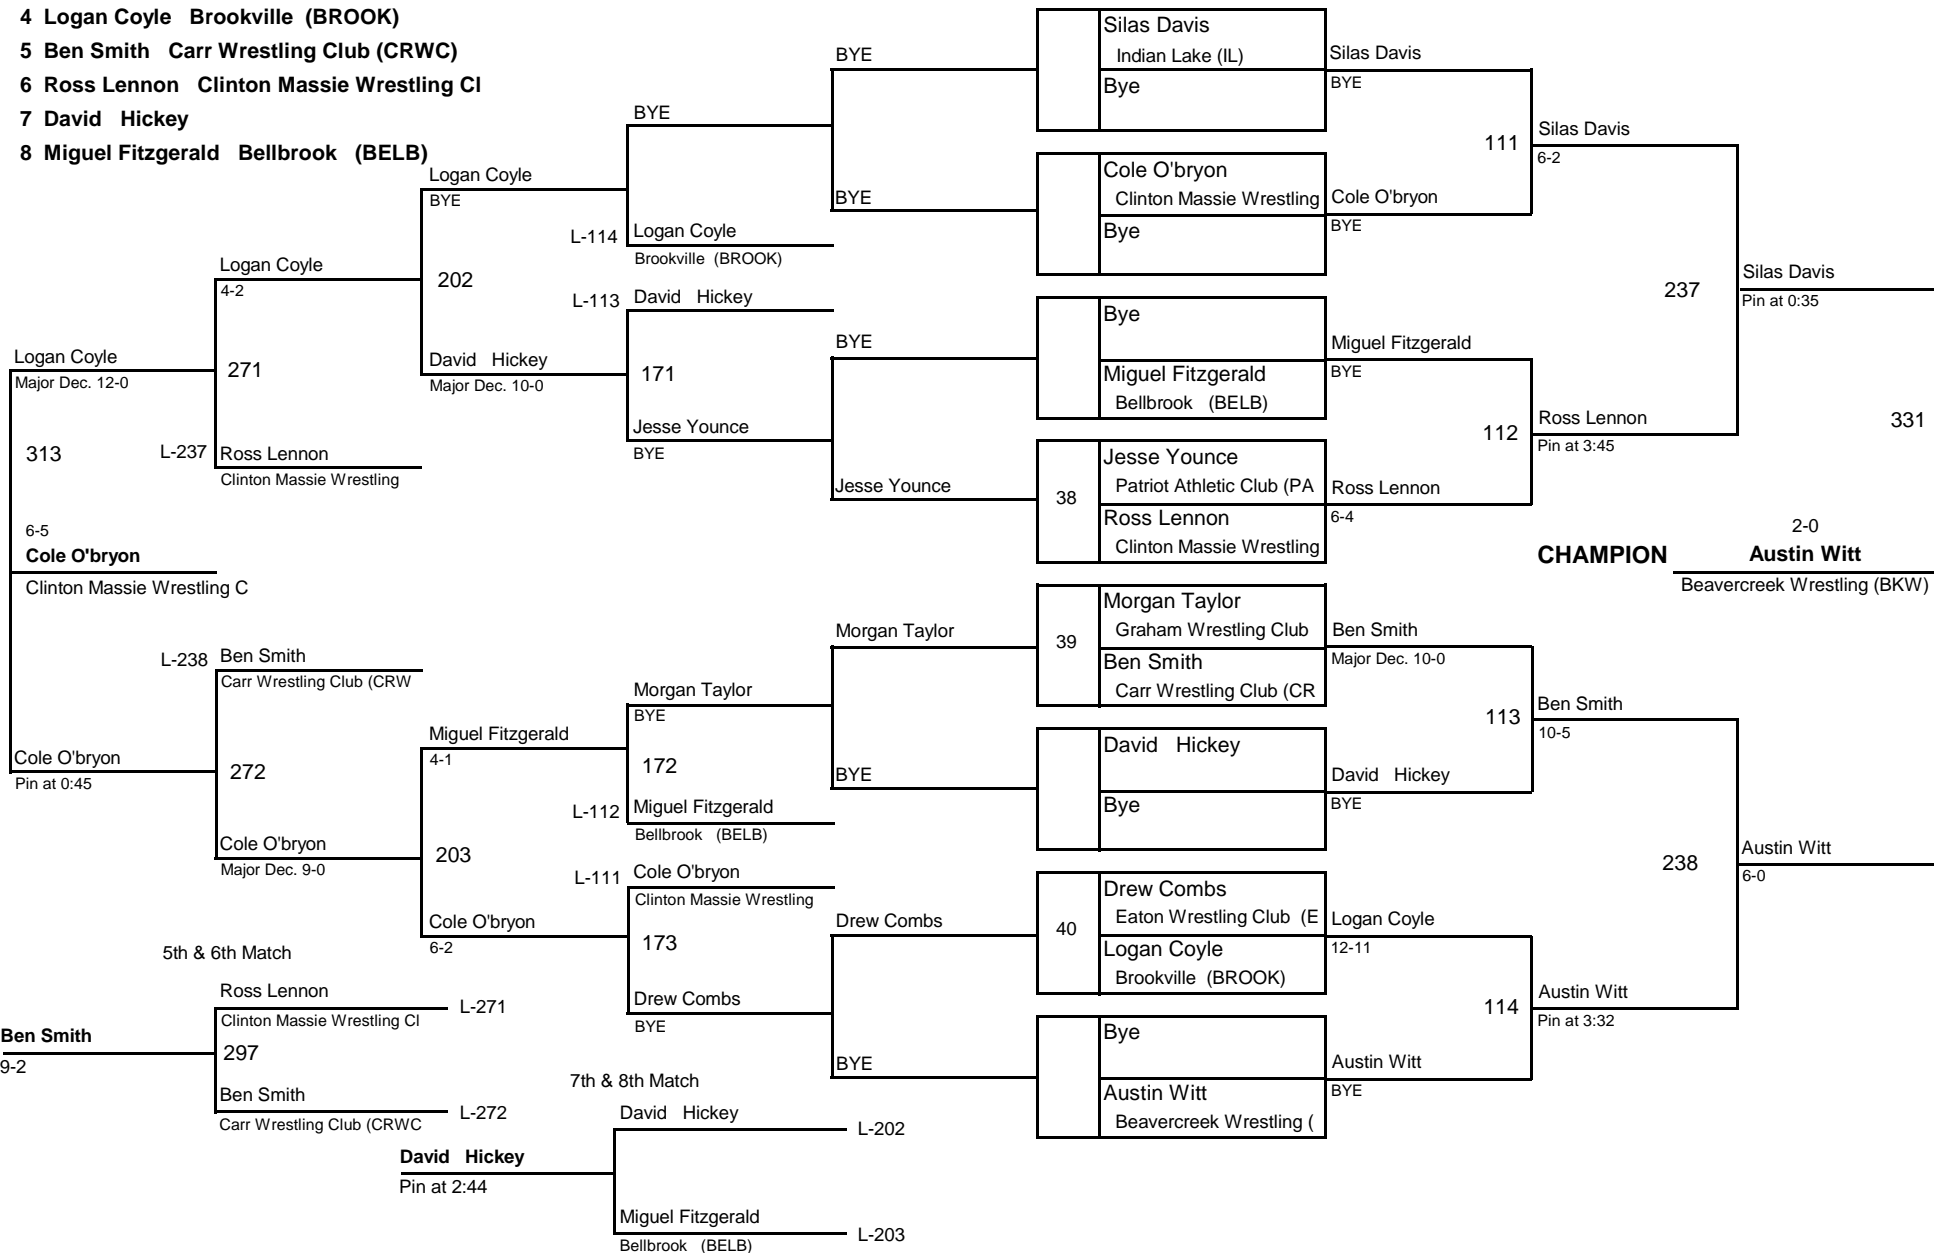 4 Logan Coyle Brookville (BROOK)
5 Ben Smith Carr Wrestling Club (CRWC)
6 Ross Lennon Clinton Massie Wrestling Cl
7 David Hickey
8 Miguel Fitzgerald Bellbrook (BELB)
Logan Coyle
Major Dec. 12-0
313
6-5
Cole O'bryon
Clinton Massie Wrestling C
Cole O'bryon
Pin at 0:45
Logan Coyle
4-2
271
L-237
Ross Lennon
Clinton Massie Wrestling
L-238
Ben Smith
Carr Wrestling Club (CRW
272
Cole O'bryon
Major Dec. 9-0
5th & 6th Match
Ross Lennon
L-271
Clinton Massie Wrestling Cl
Ben Smith
9-2
297
Ben Smith
L-272
Carr Wrestling Club (CRWC
Logan Coyle
BYE
202
David Hickey
Major Dec. 10-0
Miguel Fitzgerald
4-1
203
Cole O'bryon
6-2
7th & 8th Match
David Hickey
L-202
David Hickey
Pin at 2:44
Miguel Fitzgerald
L-203
Bellbrook (BELB)
BYE
L-114
Logan Coyle
Brookville (BROOK)
L-113
David Hickey
171
Jesse Younce
BYE
Morgan Taylor
BYE
172
L-112
Miguel Fitzgerald
Bellbrook (BELB)
L-111
Cole O'bryon
Clinton Massie Wrestling
173
Drew Combs
BYE
BYE
BYE
BYE
Jesse Younce
Morgan Taylor
BYE
Drew Combs
BYE
Silas Davis
Indian Lake (IL)
Bye
Cole O'bryon
Clinton Massie Wrestling
Bye
Bye
Miguel Fitzgerald
Bellbrook (BELB)
38
Jesse Younce
Patriot Athletic Club (PA
Ross Lennon
Clinton Massie Wrestling
39
Morgan Taylor
Graham Wrestling Club
Ben Smith
Carr Wrestling Club (CR
David Hickey
Bye
40
Drew Combs
Eaton Wrestling Club (E
Logan Coyle
Brookville (BROOK)
Bye
Austin Witt
Beavercreek Wrestling (
Silas Davis
BYE
111
Cole O'bryon
BYE
Miguel Fitzgerald
BYE
112
Ross Lennon
6-4
Ben Smith
Major Dec. 10-0
113
David Hickey
BYE
Logan Coyle
12-11
114
Austin Witt
BYE
Silas Davis
6-2
237
Ross Lennon
Pin at 3:45
Ben Smith
10-5
238
Austin Witt
Pin at 3:32
Silas Davis
Pin at 0:35
331
2-0
CHAMPION Austin Witt
Beavercreek Wrestling (BKW)
Austin Witt
6-0